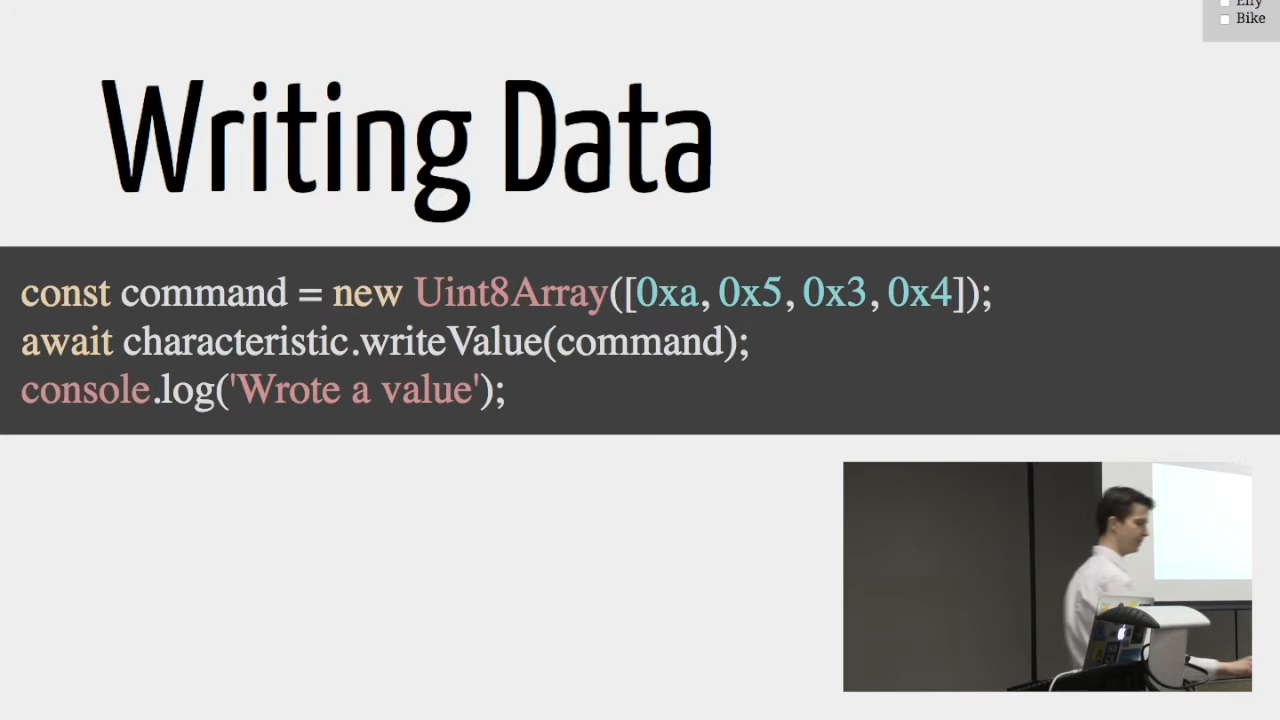 Bike
Writing Data
const command = new Uint8Array([0xa, 0x5, 0x3, 0x4]);
await characteristic.writeValue(command);
console.log('Wrote a value');